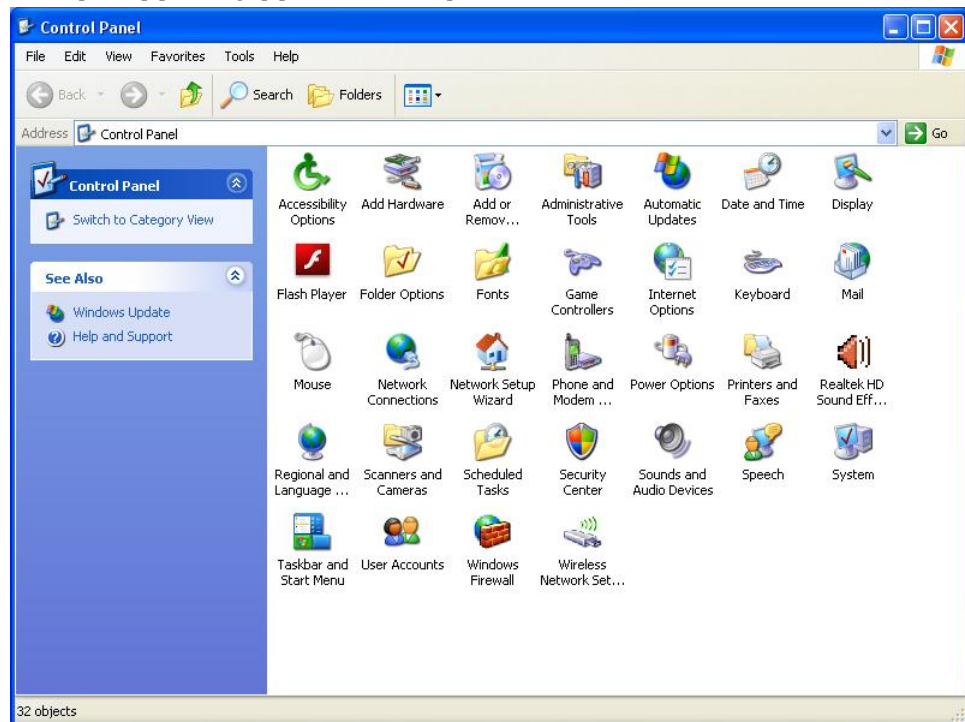 Control Panel
File Edit View Favorites Tools Help
Back Search Folders
Address Control Panel Go
Control Panel
Switch to Category View
See Also
Windows Update
Help and Support
Accessibility Options
Add Hardware
Add or Remov...
Administrative Tools
Automatic Updates
Date and Time
Display
Flash Player
Folder Options
Fonts
Game Controllers
Internet Options
Keyboard
Mail
Mouse
Network Connections
Network Setup Wizard
Phone and Modem ...
Power Options
Printers and Faxes
Realtek HD Sound Eff...
Regional and Language ...
Scanners and Cameras
Scheduled Tasks
Security Center
Sounds and Audio Devices
Speech
System
Taskbar and Start Menu
User Accounts
Windows Firewall
Wireless Network Set...
32 objects